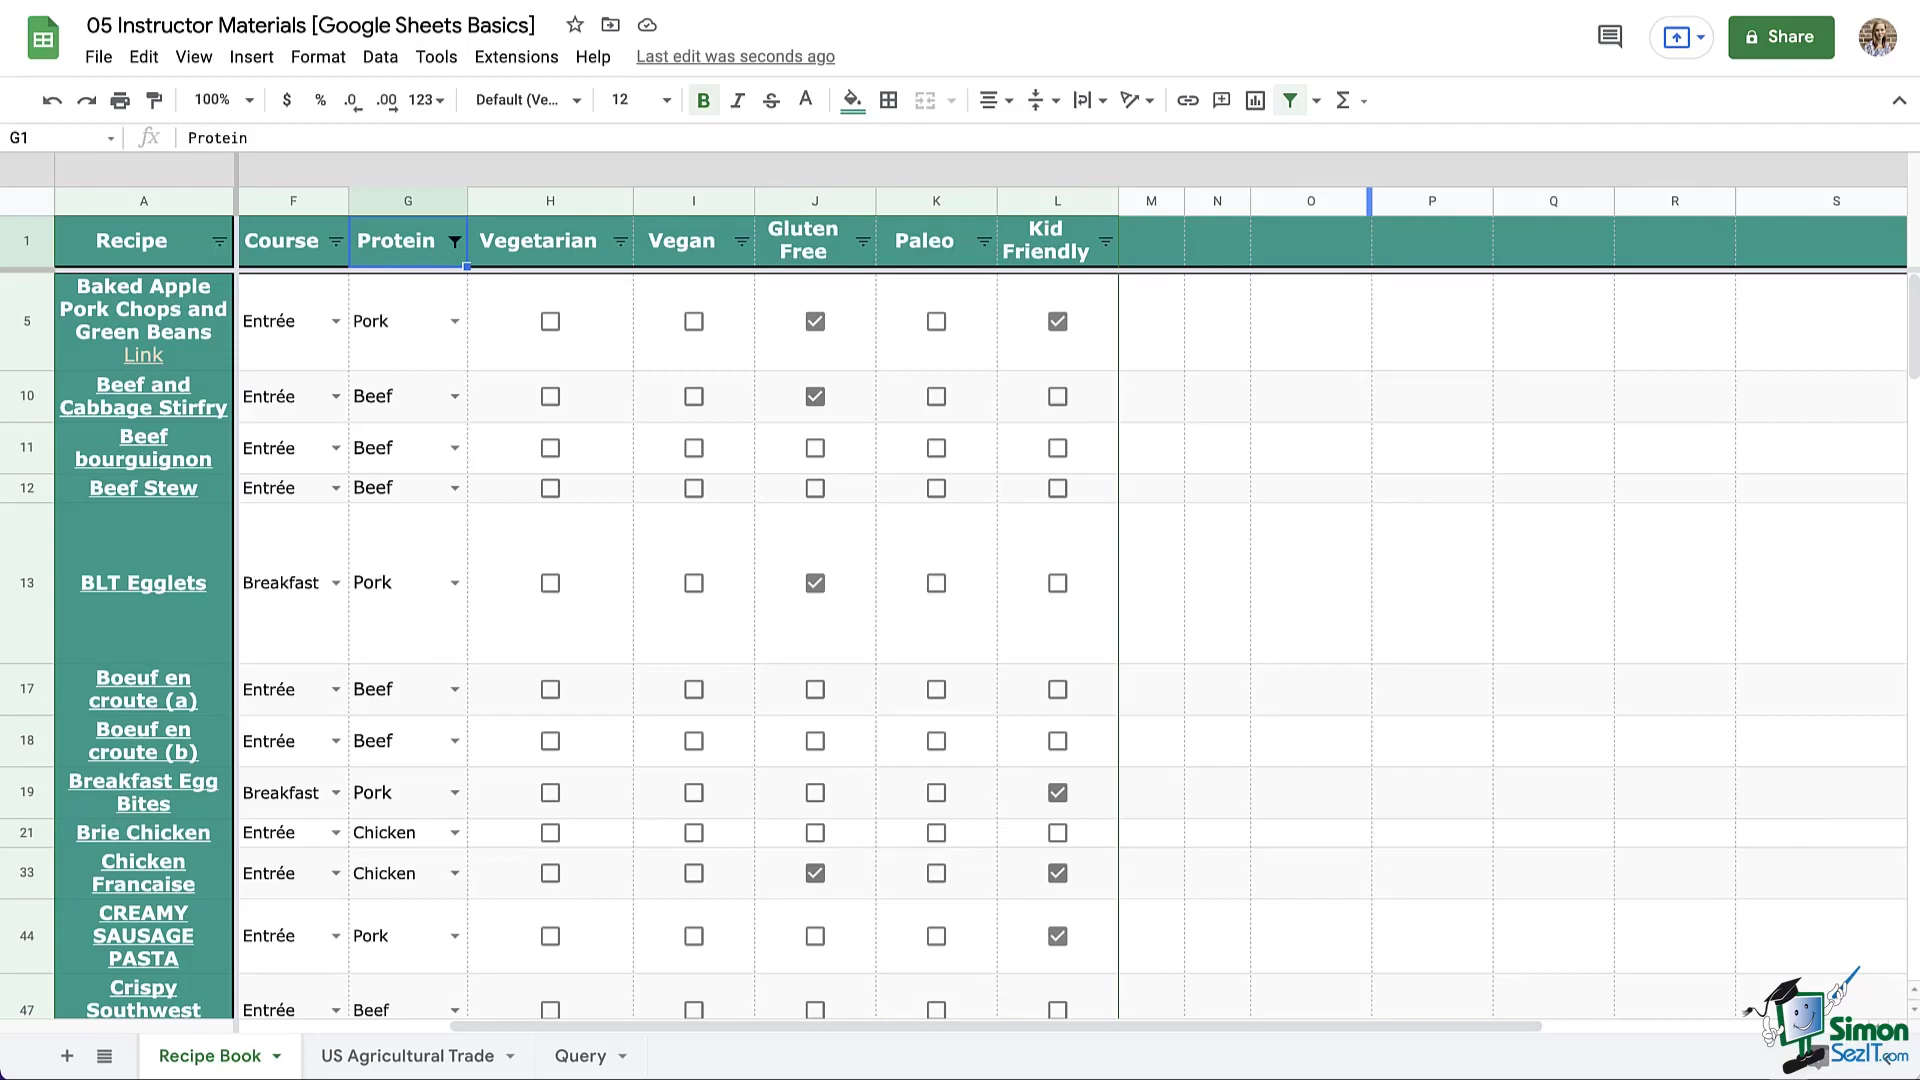 05 Instructor Materials [Google Sheets Basics]
File Edit View Insert Format Data Tools Extensions Help Last edit was seconds ago
Share
100% $ % .0 .00 123 Default (Ve... 12 B I S A Σ
G1 fx Protein
A F G H I J K L M N O P Q R S
1 Recipe Course Protein Vegetarian Vegan Gluten Free Paleo Kid Friendly
Baked Apple
Pork Chops and
Green Beans
Link
5 Entrée Pork
Beef and
Cabbage Stirfry
10 Entrée Beef
Beef
bourguignon
11 Entrée Beef
12 Beef Stew Entrée Beef
13 BLT Egglets Breakfast Pork
Boeuf en
croute (a)
17 Entrée Beef
Boeuf en
croute (b)
18 Entrée Beef
Breakfast Egg
Bites
19 Breakfast Pork
21 Brie Chicken Entrée Chicken
Chicken
Francaise
33 Entrée Chicken
CREAMY
SAUSAGE
PASTA
44 Entrée Pork
Crispy
Southwest
47 Entrée Beef
Recipe Book US Agricultural Trade Query
Simon
SezIT.com